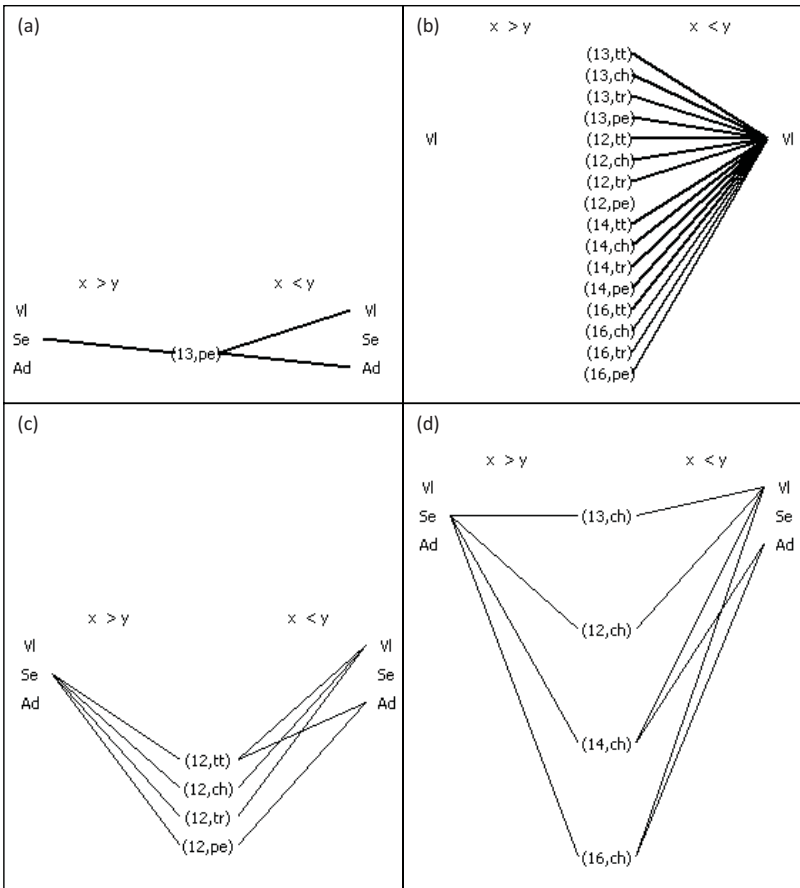 (a)
x > y
x < y
Vl
Vl
Se
Se
(13,pe)
Ad
Ad
(b)
x > y
x < y
(13,tt)
(13,ch)
(13,tr)
(13,pe)
Vl
(12,tt)
Vl
(12,ch)
(12,tr)
(12,pe)
(14,tt)
(14,ch)
(14,tr)
(14,pe)
(16,tt)
(16,ch)
(16,tr)
(16,pe)
(c)
x > y
x < y
Vl
Vl
Se
Se
Ad
Ad
(12,tt)
(12,ch)
(12,tr)
(12,pe)
(d)
x > y
x < y
Vl
Vl
Se
(13,ch)
Se
Ad
Ad
(12,ch)
(14,ch)
(16,ch)